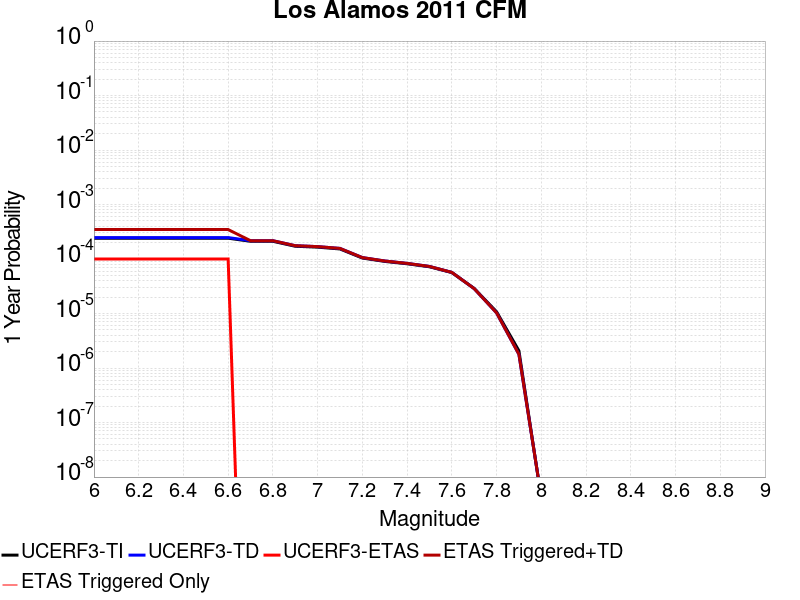 Los Alamos 2011 CFM
10^0
10^-1
10^-2
10^-3
10^-4
10^-5
10^-6
10^-7
10^-8
1 Year Probability
6 6.2 6.4 6.6 6.8 7 7.2 7.4 7.6 7.8 8 8.2 8.4 8.6 8.8 9
Magnitude
UCERF3-TI UCERF3-TD UCERF3-ETAS ETAS Triggered+TD
ETAS Triggered Only